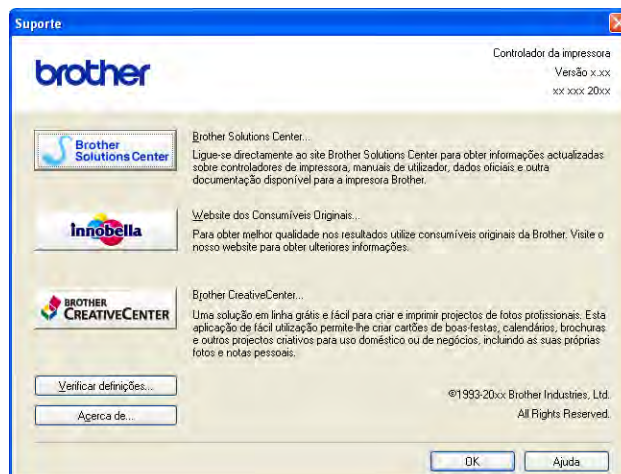 Suporte
brother
Controlador da impressora
Versão x.xx
xx xxx 20xx
Brother
Solutions Center
Brother Solutions Center...
Ligue-se directamente ao site Brother Solutions Center para obter informações actualizadas
sobre controladores de impressora, manuais de utilizador, dados oficiais e outra
documentação disponível para a impresora Brother.
innobella
Website dos Consumíveis Originais...
Para obter melhor qualidade nos resultados utilize consumíveis originais da Brother. Visite o
nosso website para obter ulteriores informações.
BROTHER
CREATIVECENTER
Brother CreativeCenter...
Uma solução em linha grátis e fácil para criar e imprimir projectos de fotos profissionais. Esta
aplicação de fácil utilização permite-lhe criar cartões de boas-festas, calendários, brochuras
e outros projectos criativos para uso doméstico ou de negócios, incluindo as suas próprias
fotos e notas pessoais.
Verificar definições...
Acerca de...
©1993-20xx Brother Industries, Ltd.
All Rights Reserved.
OK
Ajuda